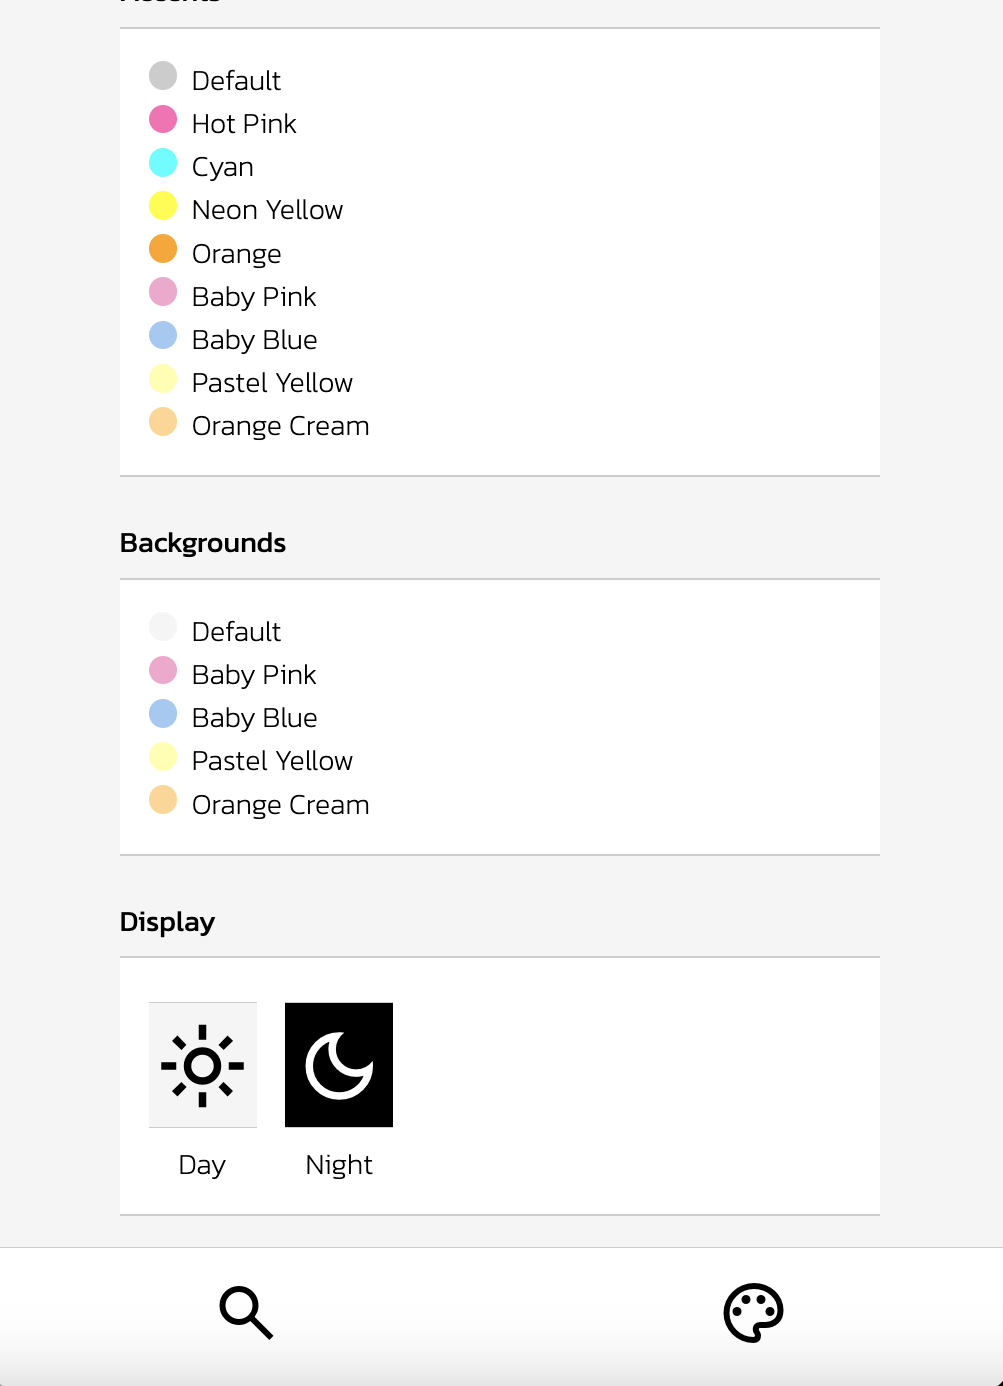 Accents
Default
Hot Pink
Cyan
Neon Yellow
Orange
Baby Pink
Baby Blue
Pastel Yellow
Orange Cream
Backgrounds
Default
Baby Pink
Baby Blue
Pastel Yellow
Orange Cream
Display
Day
Night